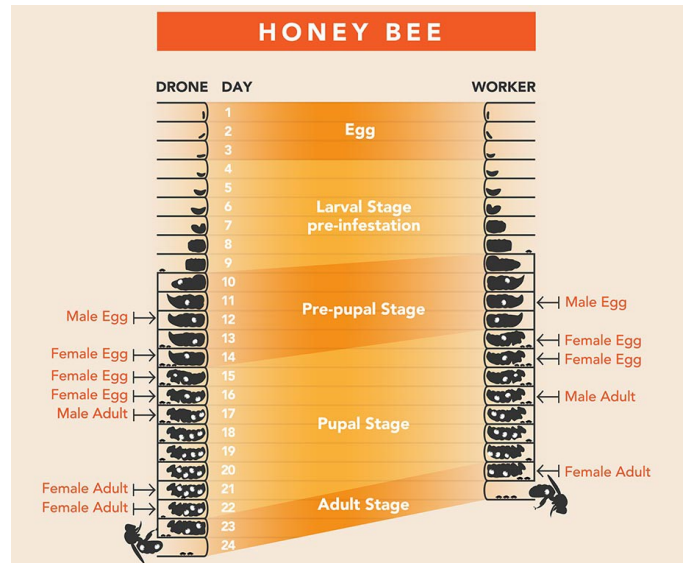 HONEY BEE
DRONE DAY WORKER
1
2
Egg
3
4
5
6
Larval Stage
7
pre-infestation
8
9
10
11
Male Egg
Pre-pupal Stage
Male Egg
12
13
Female Egg
Female Egg
14
Female Egg
Female Egg
15
Female Egg
16
Male Adult
Male Adult
17
Pupal Stage
18
19
20
Female Adult
Female Adult
21
Female Adult
22
Adult Stage
23
24